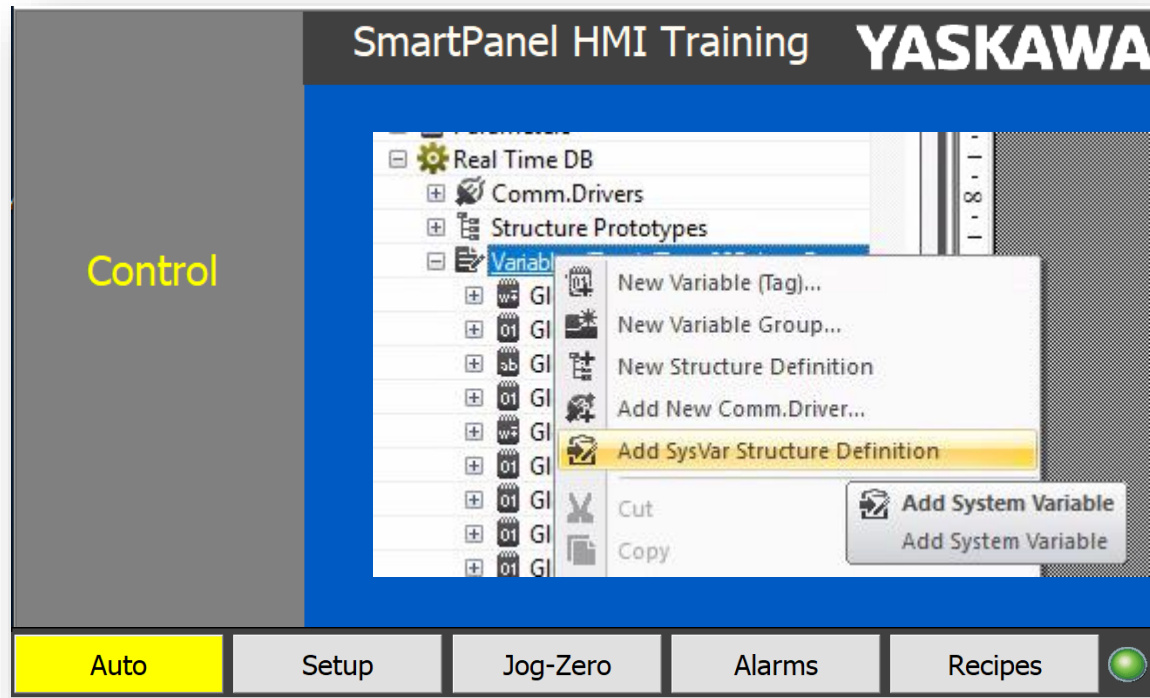 SmartPanel HMI Training YASKAWA
Control
Real Time DB
Comm.Drivers
Structure Prototypes
New Variable (Tag)...
New Variable Group...
New Structure Definition
Add New Comm.Driver...
Add SysVar Structure Definition
Cut
Copy
Add System Variable
Add System Variable
Auto Setup Jog-Zero Alarms Recipes